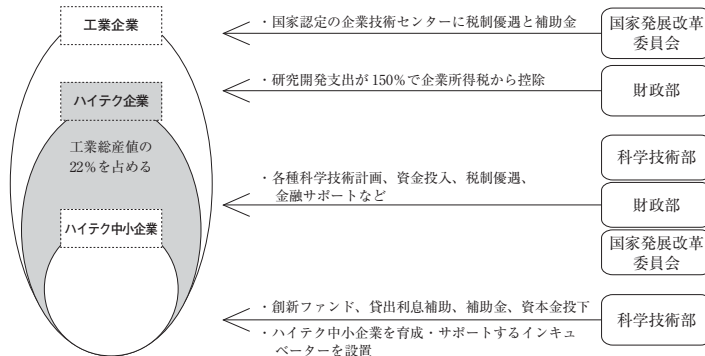 工業企業
・国家認定の企業技術センターに税制優遇と補助金
国家発展改革
委員会
ハイテク企業
・研究開発支出が150%で企業所得税から控除
財政部
工業総産値の
22%を占める
科学技術部
・各種科学技術計画、資金投入、税制優遇、
金融サポートなど
財政部
ハイテク中小企業
国家発展改革
委員会
・創新ファンド、貸出利息補助、補助金、資本金投下
・ハイテク中小企業を育成・サポートするインキュ
ベーターを設置
科学技術部